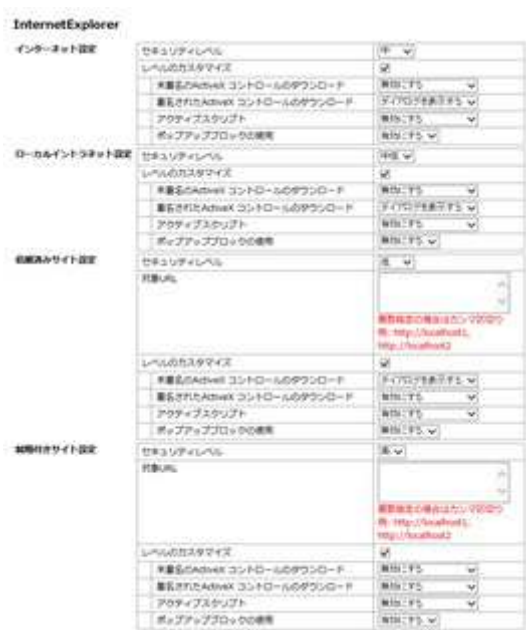 InternetExplorer
インターネット設定
セキュリティレベル 中
レベルのカスタマイズ
未署名のActiveX コントロールのダウンロード 無効にする
署名されたActiveX コントロールのダウンロード ダイアログを表示する
アクティブスクリプト 有効にする
ポップアップブロックの使用 有効にする
ローカルイントラネット設定
セキュリティレベル 中低
レベルのカスタマイズ
未署名のActiveX コントロールのダウンロード 無効にする
署名されたActiveX コントロールのダウンロード ダイアログを表示する
アクティブスクリプト 有効にする
ポップアップブロックの使用 無効にする
信頼済みサイト設定
セキュリティレベル 低
対象URL
複数指定の場合はカンマ区切り
例: http://localhost1,
http://localhost2
レベルのカスタマイズ
未署名のActiveX コントロールのダウンロード ダイアログを表示する
署名されたActiveX コントロールのダウンロード 有効にする
アクティブスクリプト 有効にする
ポップアップブロックの使用 無効にする
制限付きサイト設定
セキュリティレベル 高
対象URL
複数指定の場合はカンマ区切り
例: http://localhost1,
http://localhost2
レベルのカスタマイズ
未署名のActiveX コントロールのダウンロード 無効にする
署名されたActiveX コントロールのダウンロード 無効にする
アクティブスクリプト 無効にする
ポップアップブロックの使用 有効にする